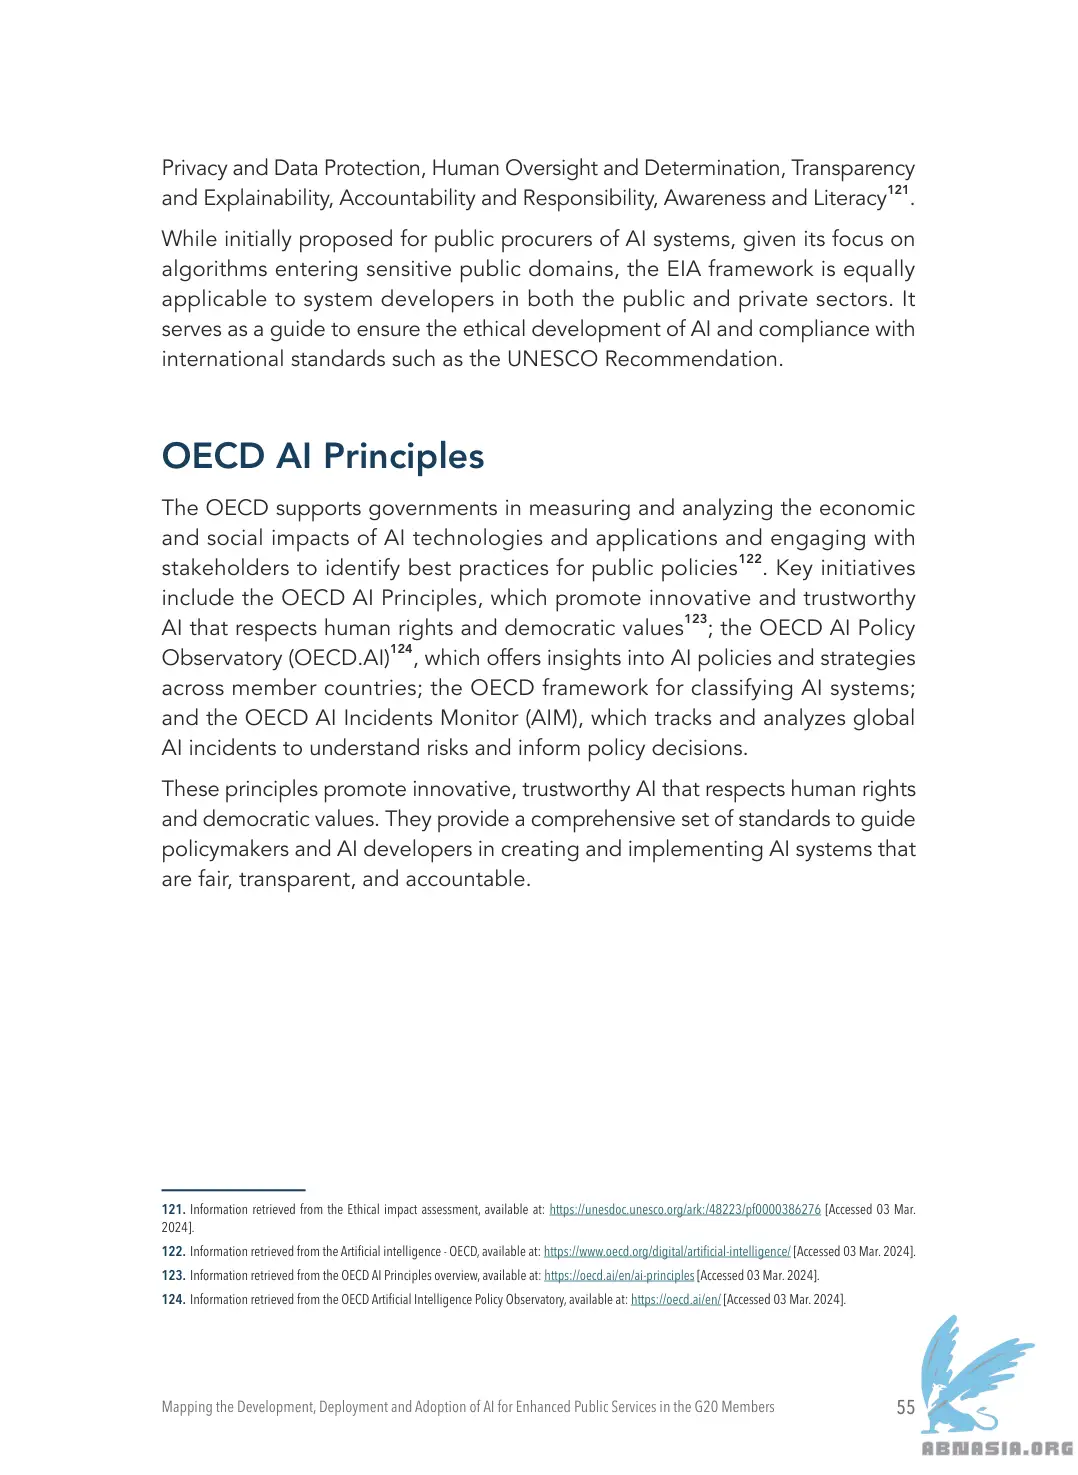 Privacy and Data Protection, Human Oversight and Determination, Transparency
and Explainability, Accountability and Responsibility, Awareness and Literacy121.
While initially proposed for public procurers of AI systems, given its focus on
algorithms entering sensitive public domains, the EIA framework is equally
applicable to system developers in both the public and private sectors. It
serves as a guide to ensure the ethical development of AI and compliance with
international standards such as the UNESCO Recommendation.
OECD AI Principles
The OECD supports governments in measuring and analyzing the economic
and social impacts of AI technologies and applications and engaging with
stakeholders to identify best practices for public policies122. Key initiatives
include the OECD AI Principles, which promote innovative and trustworthy
AI that respects human rights and democratic values123; the OECD AI Policy
Observatory (OECD.AI)124, which offers insights into AI policies and strategies
across member countries; the OECD framework for classifying AI systems;
and the OECD AI Incidents Monitor (AIM), which tracks and analyzes global
AI incidents to understand risks and inform policy decisions.
These principles promote innovative, trustworthy AI that respects human rights
and democratic values. They provide a comprehensive set of standards to guide
policymakers and AI developers in creating and implementing AI systems that
are fair, transparent, and accountable.
121. Information retrieved from the Ethical impact assessment, available at: https://unesdoc.unesco.org/ark:/48223/pf0000386276 [Accessed 03 Mar.
2024].
122. Information retrieved from the Artificial intelligence - OECD, available at: https://www.oecd.org/digital/artificial-intelligence/ [Accessed 03 Mar. 2024].
123. Information retrieved from the OECD AI Principles overview, available at: https://oecd.ai/en/ai-principles [Accessed 03 Mar. 2024].
124. Information retrieved from the OECD Artificial Intelligence Policy Observatory, available at: https://oecd.ai/en/ [Accessed 03 Mar. 2024].
Mapping the Development, Deployment and Adoption of AI for Enhanced Public Services in the G20 Members 55
ABNASIA.ORG